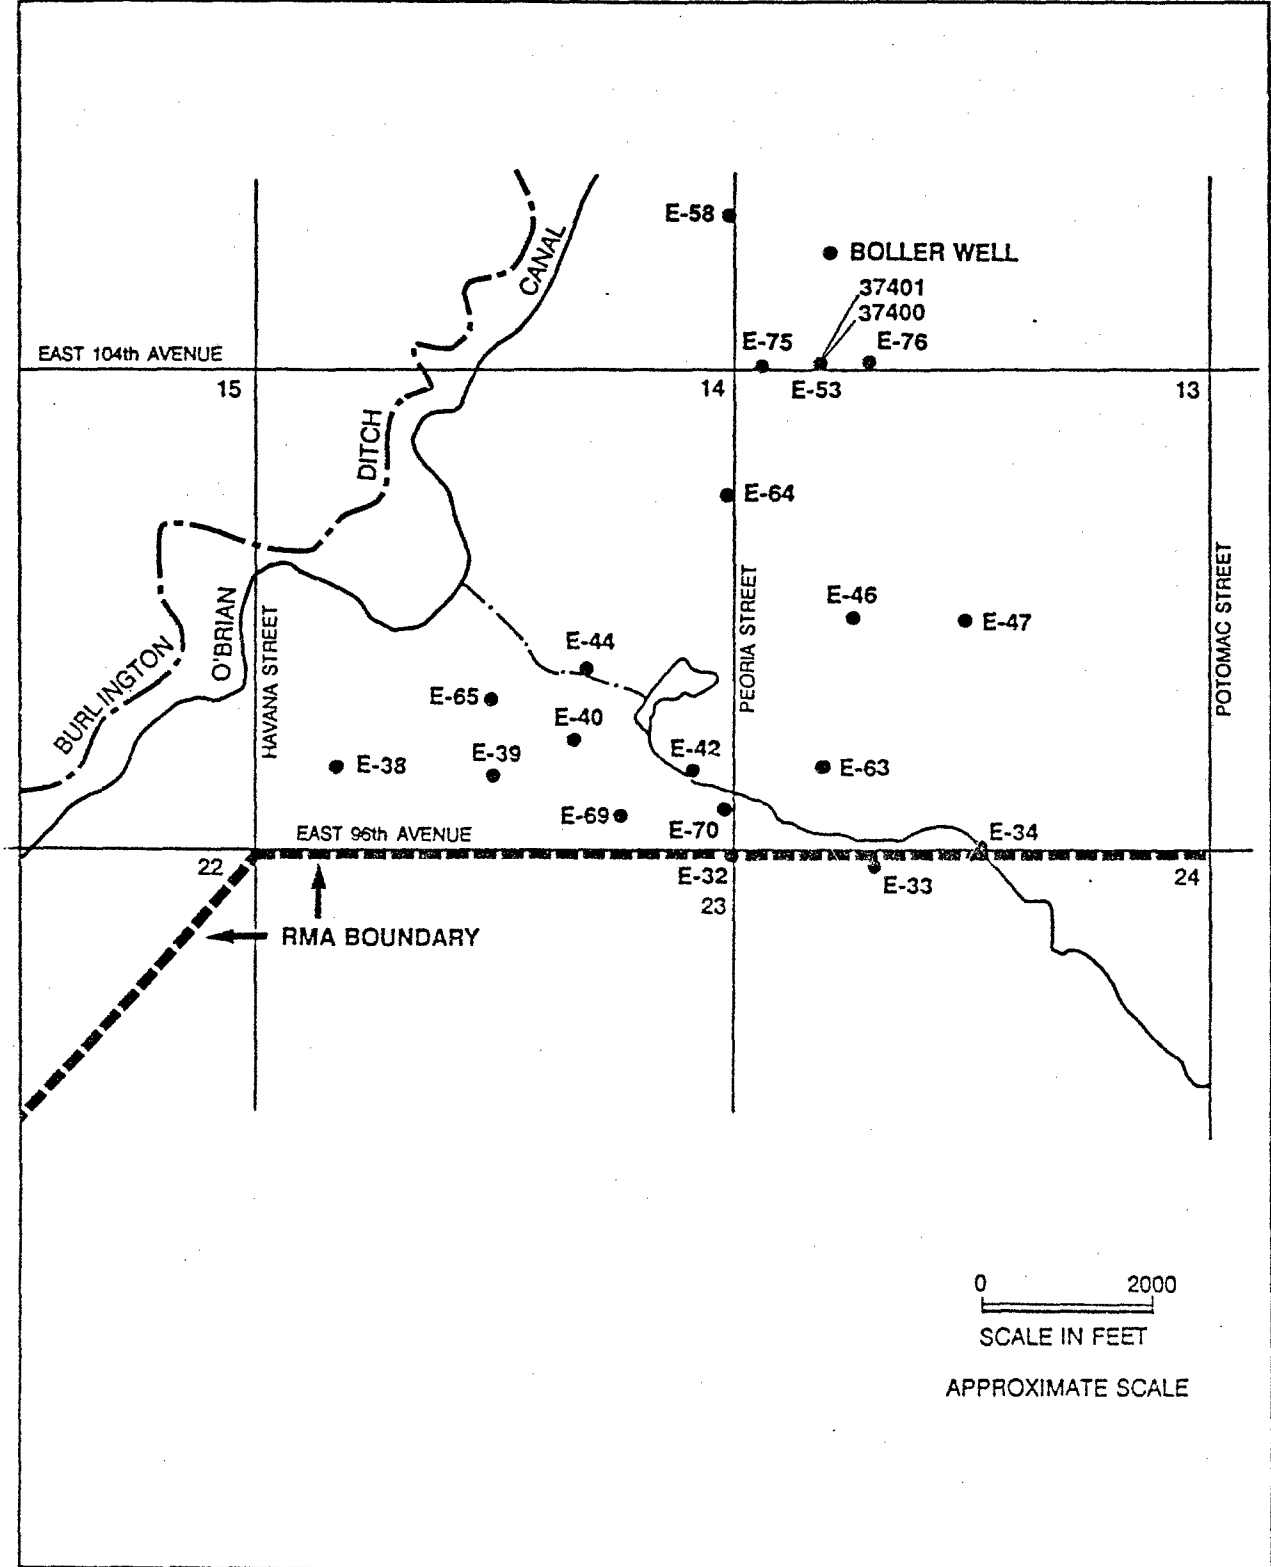 E-58
BOLLER WELL
CANAL
37401
37400
E-75
E-76
EAST 104th AVENUE
15
14
E-53
13
DITCH
E-64
E-46
E-47
PEORIA STREET
POTOMAC STREET
O'BRIAN
HAVANA STREET
BURLINGTON
E-44
E-65
E-40
E-42
E-39
E-38
E-63
E-69
E-70
EAST 96th AVENUE
E-34
22
E-32
E-33
24
23
RMA BOUNDARY
0 2000
SCALE IN FEET
APPROXIMATE SCALE